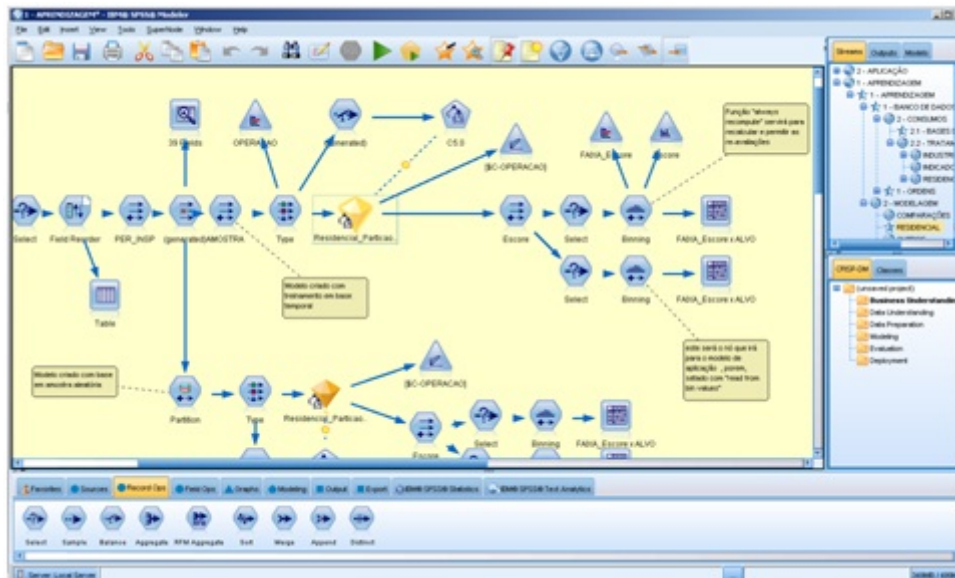 1 - APRENDIZAGEM* - IBM® SPSS® Modeler
File Edit Insert View Tools SuperNode Window Help
Streams Outputs Models
2 - APLICAÇÃO
1 - APRENDIZAGEM
1 - APRENDIZAGEM
1 - BANCO DE DADOS
2 - CONSUMOS
2.1 - BASES
2.2 - TRATAM
INDUSTRI
INDICADO
RESIDEN
1 - ORDENS
2 - MODELAGEM
COMPARAÇÕES
RESIDENCIAL
39 Fields
OPERACAO
(generated)
C5.0
[$C-OPERACAO]
FAIXA_Escore
Escore
Função "always
recompute" servirá para
recalcular e permitir as
re-avaliações
Select
Field Reorder
PER_INSP
(generated)
AMOSTRA
Type
Residencial_Particao...
Escore
Select
Binning
FAIXA_Escore x ALVO
Table
Modelo criado com
treinamento em base
temporal
Select
Binning
FAIXA_Escore x ALVO
este será o nó que irá
para o modelo de
aplicação , porem,
setado com "read from
bin values"
Modelo criado com base
em amostra aleatória
Partition
Type
Residencial_Particao...
[$C-OPERACAO]
Escore
Select
Binning
FAIXA_Escore x ALVO
CRISP-DM Classes
(unsaved project)
Business Understanding
Data Understanding
Data Preparation
Modeling
Evaluation
Deployment
Favorites Sources Record Ops Field Ops Graphs Modeling Output Export IBM® SPSS® Statistics IBM® SPSS® Text Analytics
Select Sample Balance Aggregate RFM Aggregate Sort Merge Append Distinct
Server: Local Server